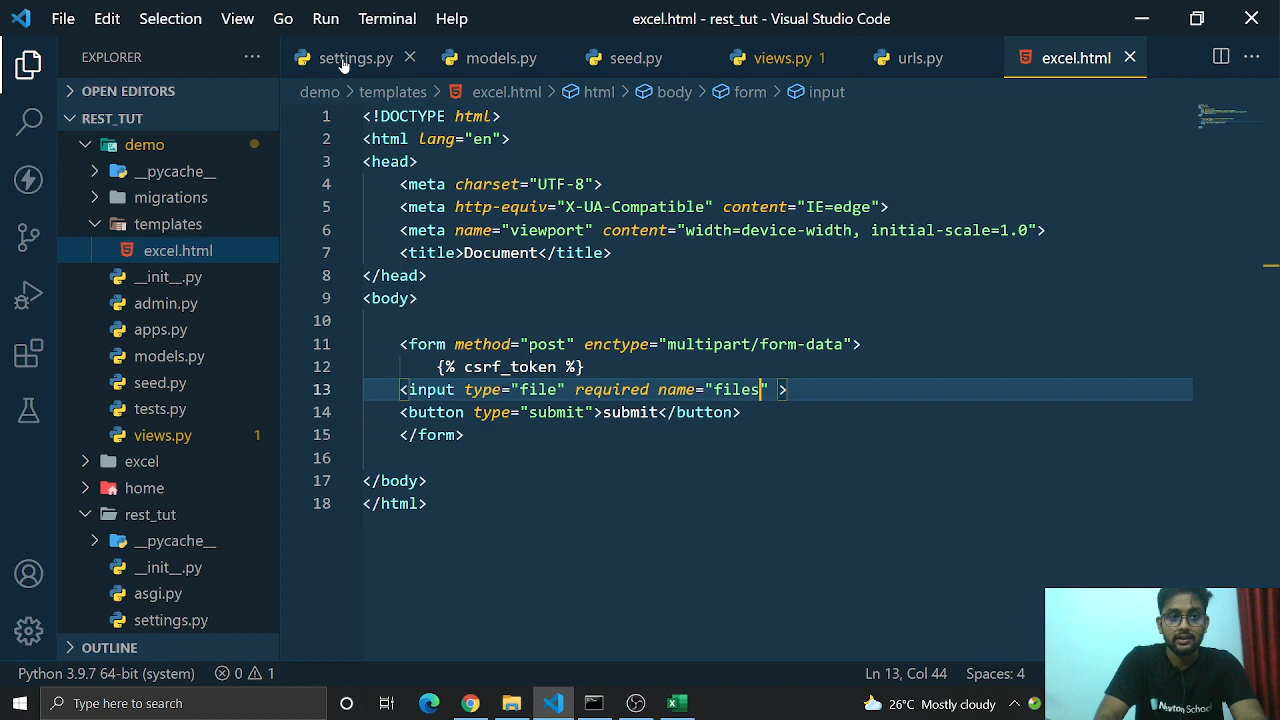 File Edit Selection View Go Run Terminal Help excel.html - rest_tut - Visual Studio Code
EXPLORER
settings.py models.py seed.py views.py 1 urls.py excel.html
demo > templates > excel.html > html > body > form > input
OPEN EDITORS
REST_TUT
demo
__pycache__
migrations
templates
excel.html
__init__.py
admin.py
apps.py
models.py
seed.py
tests.py
views.py 1
excel
home
rest_tut
__pycache__
__init__.py
asgi.py
settings.py
OUTLINE
1 <!DOCTYPE html>
2 <html lang="en">
3 <head>
4 <meta charset="UTF-8">
5 <meta http-equiv="X-UA-Compatible" content="IE=edge">
6 <meta name="viewport" content="width=device-width, initial-scale=1.0">
7 <title>Document</title>
8 </head>
9 <body>
10
11 <form method="post" enctype="multipart/form-data">
12 {% csrf_token %}
13 <input type="file" required name="files" >
14 <button type="submit">submit</button>
15 </form>
16
17 </body>
18 </html>
Newton School
Python 3.9.7 64-bit (system) 0 1 Ln 13, Col 44 Spaces: 4
Type here to search 26°C Mostly cloudy